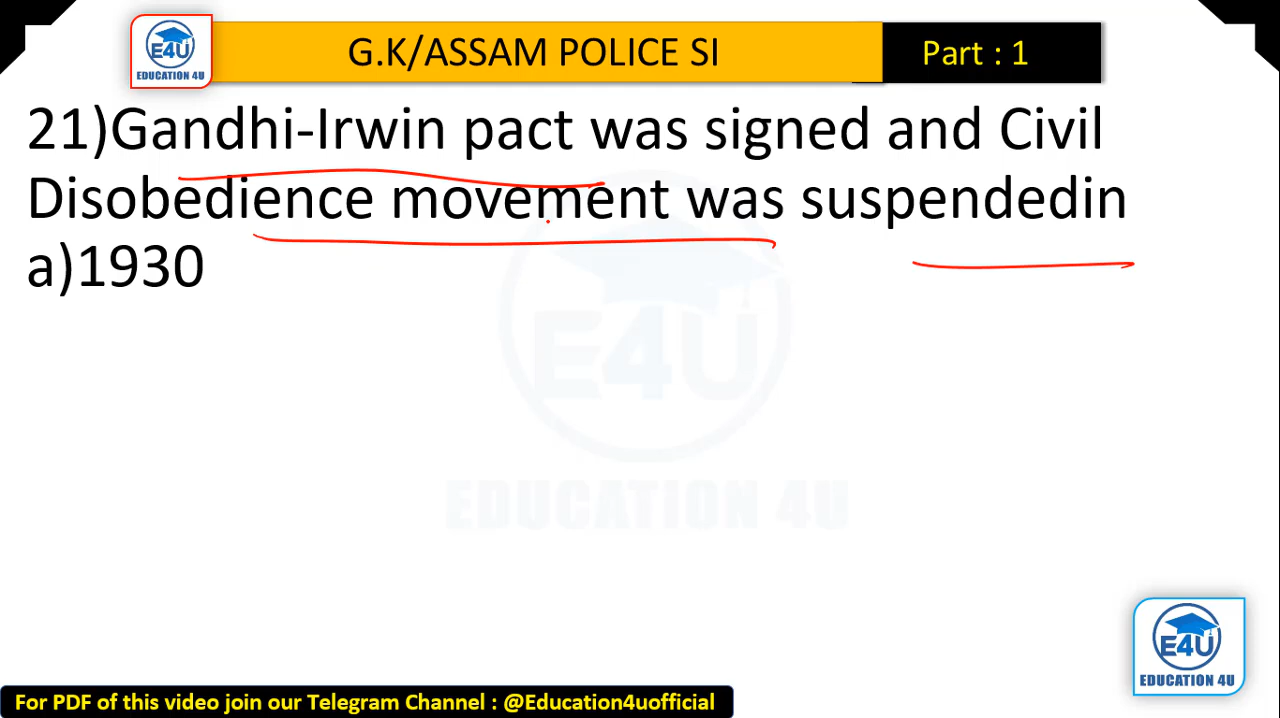 E4U
EDUCATION 4U
G.K/ASSAM POLICE SI
Part : 1
21)Gandhi-Irwin pact was signed and Civil
Disobedience movement was suspendedin
a)1930
E4U
EDUCATION 4U
E4U
EDUCATION 4U
For PDF of this video join our Telegram Channel : @Education4uofficial